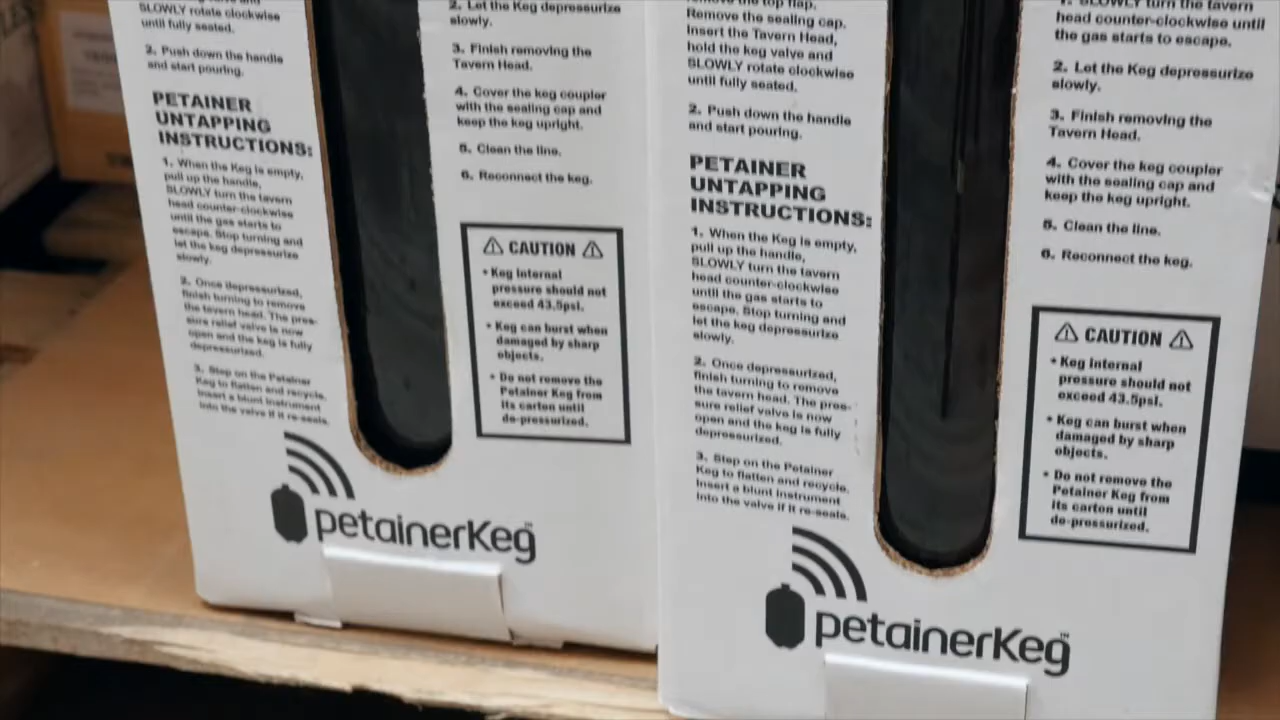 SLOWLY rotate clockwise
until fully seated.
2. Push down the handle
and start pouring.
PETAINER
UNTAPPING
INSTRUCTIONS:
1. When the Keg is empty,
pull up the handle,
SLOWLY turn the tavern
head counter-clockwise
until the gas starts to
escape. Stop turning and
let the keg depressurize
slowly.
2. Once depressurized,
finish turning to remove
the tavern head. The pres-
sure relief valve is now
open and the keg is fully
depressurized.
3. Step on the Petainer
Keg to flatten and recycle.
Insert a blunt instrument
into the valve if it re-seals.
2. Let the Keg depressurize
slowly.
3. Finish removing the
Tavern Head.
4. Cover the keg coupler
with the sealing cap and
keep the keg upright.
5. Clean the line.
6. Reconnect the keg.
CAUTION
• Keg internal
pressure should not
exceed 43.5psi.
• Keg can burst when
damaged by sharp
objects.
• Do not remove the
Petainer Keg from
its carton until
de-pressurized.
petainerKeg™
remove the top flap.
Remove the sealing cap.
Insert the Tavern Head,
hold the keg valve and
SLOWLY rotate clockwise
until fully seated.
2. Push down the handle
and start pouring.
PETAINER
UNTAPPING
INSTRUCTIONS:
1. When the Keg is empty,
pull up the handle,
SLOWLY turn the tavern
head counter-clockwise
until the gas starts to
escape. Stop turning and
let the keg depressurize
slowly.
2. Once depressurized,
finish turning to remove
the tavern head. The pres-
sure relief valve is now
open and the keg is fully
depressurized.
3. Step on the Petainer
Keg to flatten and recycle.
Insert a blunt instrument
into the valve if it re-seals.
1. SLOWLY turn the tavern
head counter-clockwise until
the gas starts to escape.
2. Let the Keg depressurize
slowly.
3. Finish removing the
Tavern Head.
4. Cover the keg coupler
with the sealing cap and
keep the keg upright.
5. Clean the line.
6. Reconnect the keg.
CAUTION
• Keg internal
pressure should not
exceed 43.5psi.
• Keg can burst when
damaged by sharp
objects.
• Do not remove the
Petainer Keg from
its carton until
de-pressurized.
petainerKeg™